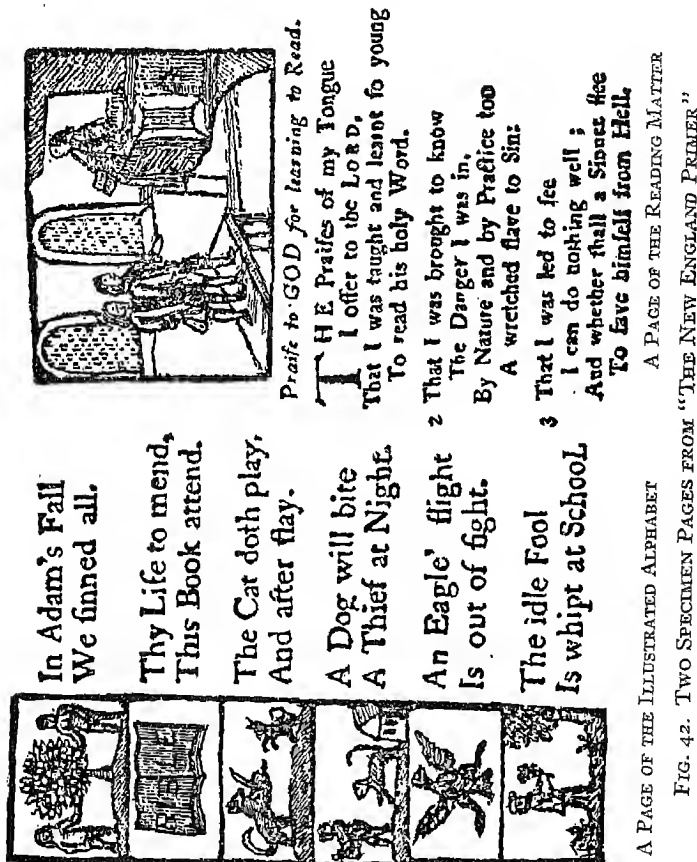 In Adam's Fall
We ſinned all.
BIBLE
Thy Life to mend,
This Book attend.
The Cat doth play,
And after ſlay.
A Dog will bite
A Thief at Night.
An Eagle' flight
Is out of ſight.
The idle Fool
Is whipt at SchooL
A PAGE OF THE ILLUSTRATED ALPHABET
Praiſe to GOD for learning to Read.
THE Praiſes of my Tongue
I offer to the LORD,
That I was taught and learnt ſo young
To read his holy Word.
2 That I was brought to know
The Danger I was in,
By Nature and by Practice too
A wretched ſlave to Sin:
3 That I was led to ſee
I can do nothing well;
And whether ſhall a Sinner flee
To ſave himſelf from Hell.
A PAGE OF THE READING MATTER
FIG. 42. TWO SPECIMEN PAGES FROM "THE NEW ENGLAND PRIMER"